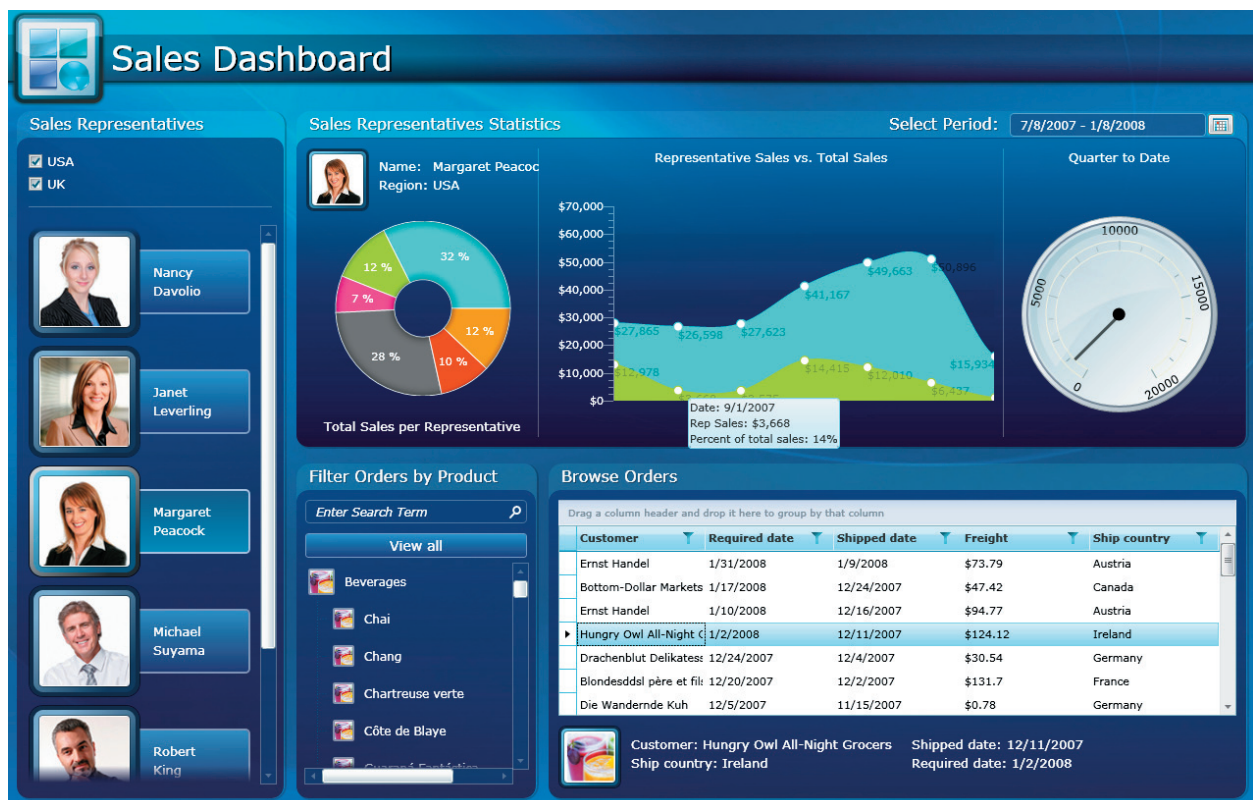 Sales Dashboard
Sales Representatives
USA
UK
Nancy
Davolio
Janet
Leverling
Margaret
Peacock
Michael
Suyama
Robert
King
Sales Representatives Statistics
Select Period: 7/8/2007 - 1/8/2008
Name: Margaret Peacoc
Region: USA
32 %
12 %
7 %
28 %
10 %
12 %
Total Sales per Representative
Representative Sales vs. Total Sales
$70,000
$60,000
$50,000
$40,000
$30,000
$20,000
$10,000
$0
$27,865
$26,598
$27,623
$41,167
$49,663
$50,896
$15,934
$12,978
$14,415
$12,010
$6,437
Date: 9/1/2007
Rep Sales: $3,668
Percent of total sales: 14%
Quarter to Date
0
5000
10000
15000
20000
Filter Orders by Product
Enter Search Term
View all
Beverages
Chai
Chang
Chartreuse verte
Côte de Blaye
Browse Orders
Drag a column header and drop it here to group by that column
Customer Required date Shipped date Freight Ship country
Ernst Handel 1/31/2008 1/9/2008 $73.79 Austria
Bottom-Dollar Markets 1/17/2008 12/24/2007 $47.42 Canada
Ernst Handel 1/10/2008 12/16/2007 $94.77 Austria
Hungry Owl All-Night 1/2/2008 12/11/2007 $124.12 Ireland
Drachenblut Delikatess 12/24/2007 12/4/2007 $30.54 Germany
Blondesddsl père et fils 12/20/2007 12/2/2007 $131.7 France
Die Wandernde Kuh 12/5/2007 11/15/2007 $0.78 Germany
Customer: Hungry Owl All-Night Grocers Shipped date: 12/11/2007
Ship country: Ireland Required date: 1/2/2008